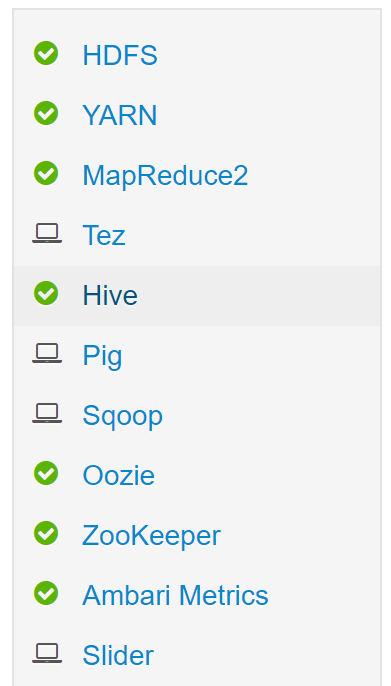 HDFS
YARN
MapReduce2
Tez
Hive
Pig
Sqoop
Oozie
ZooKeeper
Ambari Metrics
Slider